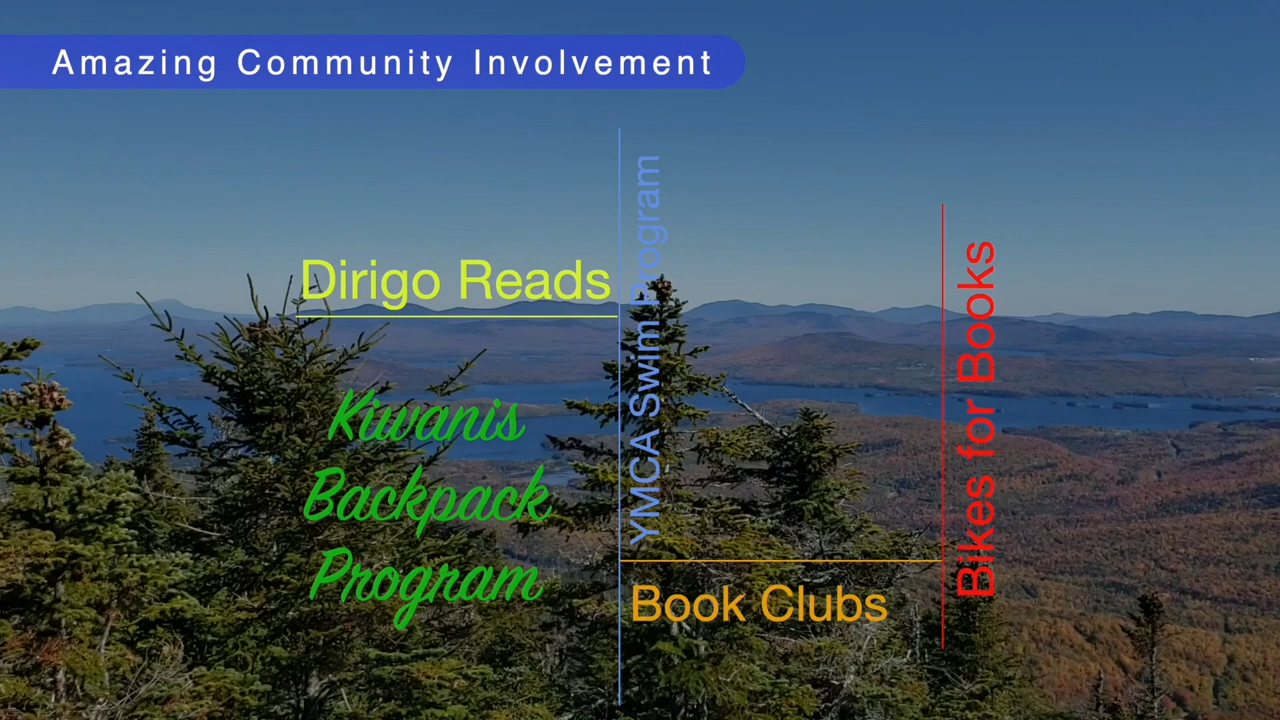 Amazing Community Involvement
Dirigo Reads
YMCA Swim Program
Bikes for Books
Kiwanis
Backpack
Program
Book Clubs